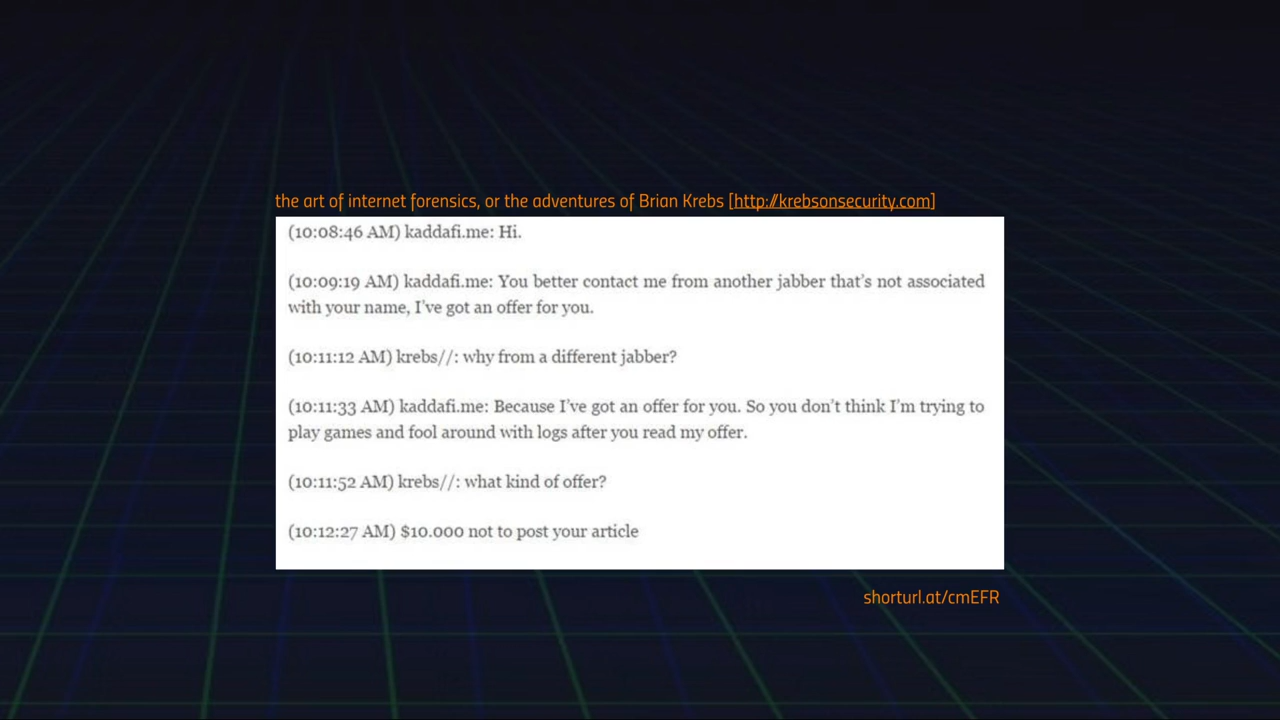 the art of internet forensics, or the adventures of Brian Krebs [http://krebsonsecurity.com]
(10:08:46 AM) kaddafi.me: Hi.
(10:09:19 AM) kaddafi.me: You better contact me from another jabber that's not associated
with your name, I've got an offer for you.
(10:11:12 AM) krebs//: why from a different jabber?
(10:11:33 AM) kaddafi.me: Because I've got an offer for you. So you don't think I'm trying to
play games and fool around with logs after you read my offer.
(10:11:52 AM) krebs//: what kind of offer?
(10:12:27 AM) $10.000 not to post your article
shorturl.at/cmEFR